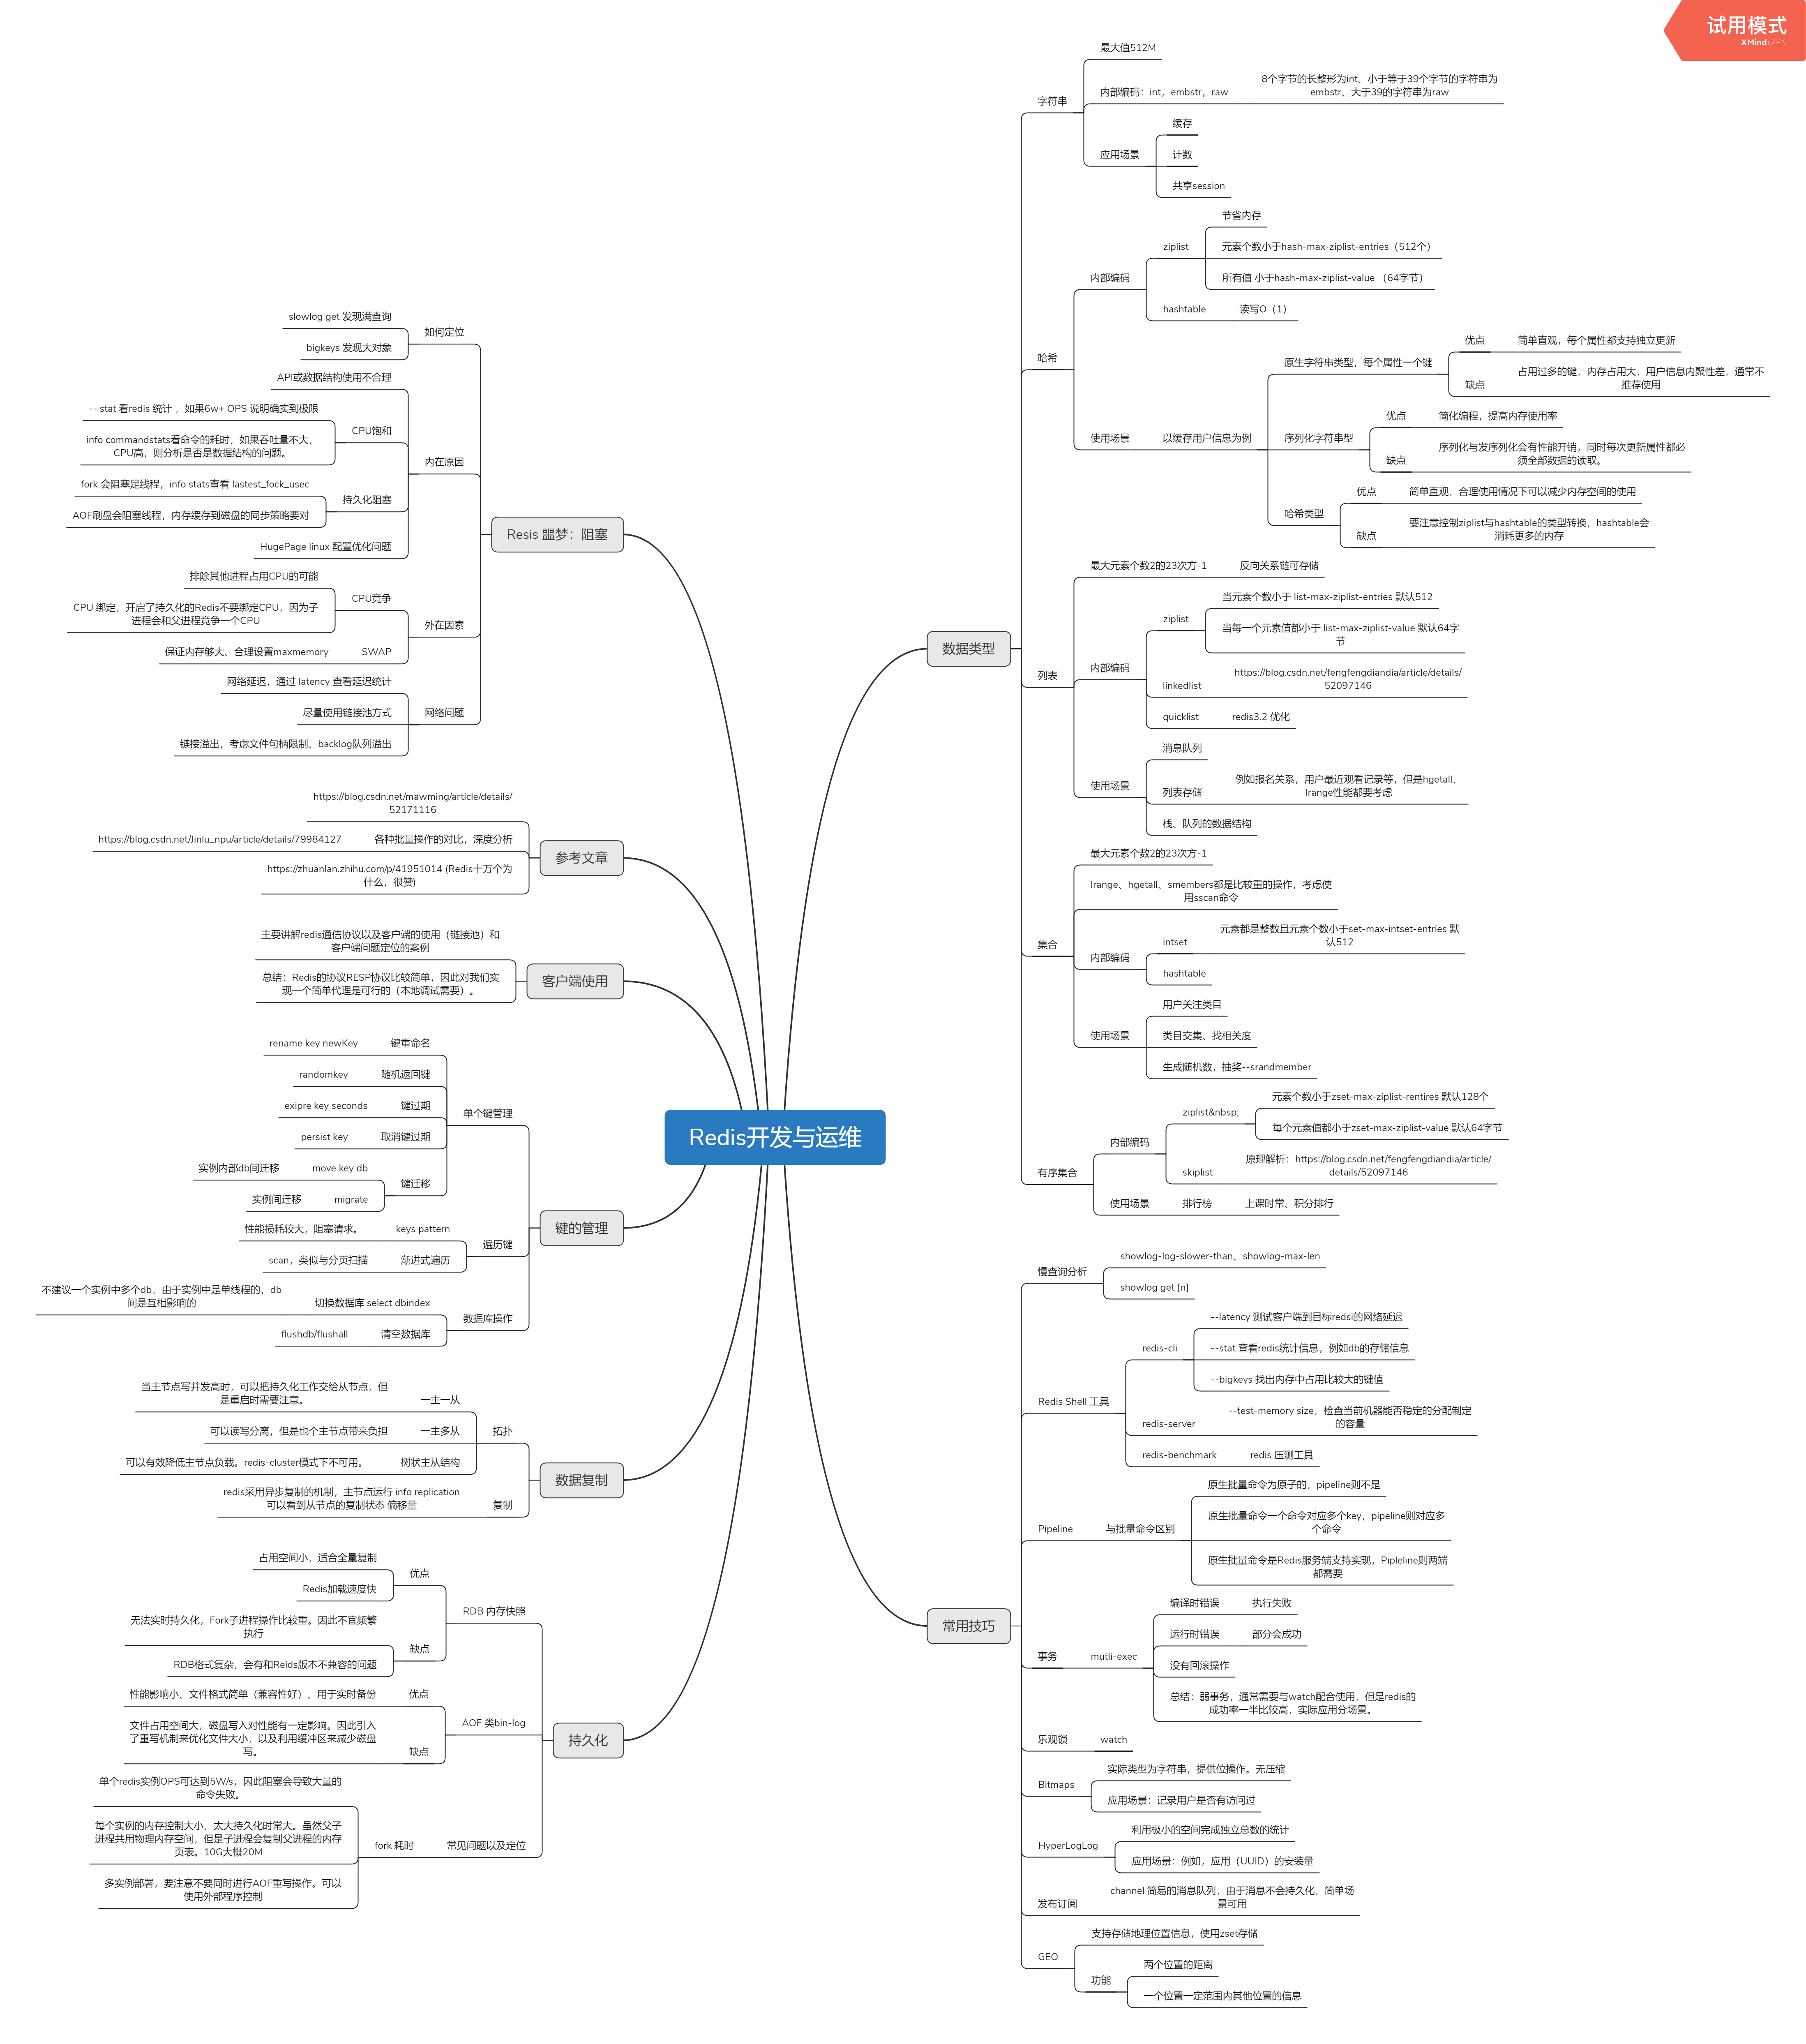 试用模式
XMind:ZEN
Redis开发与运维
数据类型
字符串
最大值512M
内部编码：int，embstr，raw
8个字节的长整形为int、小于等于39个字节的字符串为
embstr、大于39的字符串为raw
应用场景
缓存
计数
共享session
哈希
内部编码
ziplist
节省内存
元素个数小于hash-max-ziplist-entries（512个）
所有值 小于hash-max-ziplist-value （64字节）
hashtable
读写O（1）
使用场景
以缓存用户信息为例
原生字符串类型，每个属性一个键
优点
简单直观，每个属性都支持独立更新
缺点
占用过多的键，内存占用大，用户信息内聚性差，通常不
推荐使用
序列化字符串型
优点
简化编程，提高内存使用率
缺点
序列化与发序列化会有性能开销，同时每次更新属性都必
须全部数据的读取。
哈希类型
优点
简单直观，合理使用情况下可以减少内存空间的使用
缺点
要注意控制ziplist与hashtable的类型转换，hashtable会
消耗更多的内存
列表
最大元素个数2的23次方-1
反向关系链可存储
内部编码
ziplist
当元素个数小于 list-max-ziplist-entries 默认512
当每一个元素值都小于 list-max-ziplist-value 默认64字
节
linkedlist
https://blog.csdn.net/fengfengdiandia/article/details/
52097146
quicklist
redis3.2 优化
使用场景
消息队列
列表存储
例如报名关系，用户最近观看记录等，但是hgetall、
lrange性能都要考虑
栈、队列的数据结构
集合
最大元素个数2的23次方-1
lrange、hgetall、smembers都是比较重的操作，考虑使
用sscan命令
内部编码
intset
元素都是整数且元素个数小于set-max-intset-entries 默
认512
hashtable
使用场景
用户关注类目
类目交集、找相关度
生成随机数，抽奖--srandmember
有序集合
内部编码
ziplist&nbsp;
元素个数小于zset-max-ziplist-rentires 默认128个
每个元素值都小于zset-max-ziplist-value 默认64字节
skiplist
原理解析：https://blog.csdn.net/fengfengdiandia/article/
details/52097146
使用场景
排行榜
上课时常、积分排行
常用技巧
慢查询分析
showlog-log-slower-than、showlog-max-len
showlog get [n]
Redis Shell 工具
redis-cli
--latency 测试客户端到目标redsi的网络延迟
--stat 查看redis统计信息，例如db的存储信息
--bigkeys 找出内存中占用比较大的键值
redis-server
--test-memory size，检查当前机器能否稳定的分配制定
的容量
redis-benchmark
redis 压测工具
Pipeline
与批量命令区别
原生批量命令为原子的，pipeline则不是
原生批量命令一个命令对应多个key，pipeline则对应多
个命令
原生批量命令是Redis服务端支持实现，Pipleline则两端
都需要
事务
mutli-exec
编译时错误
执行失败
运行时错误
部分会成功
没有回滚操作
总结：弱事务，通常需要与watch配合使用，但是redis的
成功率一半比较高，实际应用分场景。
乐观锁
watch
Bitmaps
实际类型为字符串，提供位操作。无压缩
应用场景：记录用户是否有访问过
HyperLogLog
利用极小的空间完成独立总数的统计
应用场景：例如，应用（UUID）的安装量
发布订阅
channel 简易的消息队列，由于消息不会持久化，简单场
景可用
GEO
支持存储地理位置信息，使用zset存储
功能
两个位置的距离
一个位置一定范围内其他位置的信息
Resis 噩梦：阻塞
如何定位
slowlog get 发现满查询
bigkeys 发现大对象
内在原因
API或数据结构使用不合理
CPU饱和
-- stat 看redis 统计 ，如果6w+ OPS 说明确实到极限
info commandstats看命令的耗时，如果吞吐量不大，
CPU高，则分析是否是数据结构的问题。
持久化阻塞
fork 会阻塞足线程，info stats查看 lastest_fock_usec
AOF刷盘会阻塞线程，内存缓存到磁盘的同步策略要对
HugePage linux 配置优化问题
外在因素
CPU竞争
排除其他进程占用CPU的可能
CPU 绑定，开启了持久化的Redis不要绑定CPU，因为子
进程会和父进程竞争一个CPU
SWAP
保证内存够大、合理设置maxmemory
网络问题
网络延迟，通过 latency 查看延迟统计
尽量使用链接池方式
链接溢出，考虑文件句柄限制、backlog队列溢出
参考文章
https://blog.csdn.net/mawming/article/details/
52171116
各种批量操作的对比，深度分析
https://blog.csdn.net/Jinlu_npu/article/details/79984127
https://zhuanlan.zhihu.com/p/41951014 (Redis十万个为
什么，很赞)
客户端使用
主要讲解redis通信协议以及客户端的使用（链接池）和
客户端问题定位的案例
总结：Redis的协议RESP协议比较简单，因此对我们实
现一个简单代理是可行的（本地调试需要）。
键的管理
单个键管理
键重命名
rename key newKey
随机返回键
randomkey
键过期
exipre key seconds
取消键过期
persist key
键迁移
move key db
实例内部db间迁移
migrate
实例间迁移
遍历键
keys pattern
性能损耗较大，阻塞请求。
渐进式遍历
scan，类似与分页扫描
数据库操作
切换数据库 select dbindex
不建议一个实例中多个db，由于实例中是单线程的，db
间是互相影响的
清空数据库
flushdb/flushall
数据复制
拓扑
一主一从
当主节点写并发高时，可以把持久化工作交给从节点，但
是重启时需要注意。
一主多从
可以读写分离，但是也个主节点带来负担
树状主从结构
可以有效降低主节点负载。redis-cluster模式下不可用。
复制
redis采用异步复制的机制，主节点运行 info replication
可以看到从节点的复制状态 偏移量
持久化
RDB 内存快照
优点
占用空间小，适合全量复制
Redis加载速度快
缺点
无法实时持久化，Fork子进程操作比较重。因此不宜频繁
执行
RDB格式复杂，会有和Reids版本不兼容的问题
AOF 类bin-log
优点
性能影响小、文件格式简单（兼容性好）、用于实时备份
缺点
文件占用空间大，磁盘写入对性能有一定影响。因此引入
了重写机制来优化文件大小，以及利用缓冲区来减少磁盘
写。
常见问题以及定位
fork 耗时
单个redis实例OPS可达到5W/s，因此阻塞会导致大量的
命令失败。
每个实例的内存控制大小，太大持久化时常大。虽然父子
进程共用物理内存空间，但是子进程会复制父进程的内存
页表。10G大概20M
多实例部署，要注意不要同时进行AOF重写操作。可以
使用外部程序控制